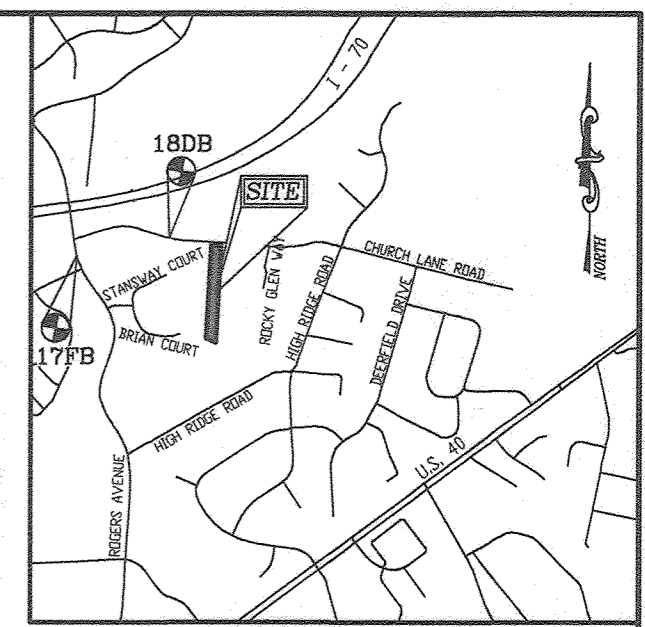 I - 70
18DB
SITE
NORTH
STANSWAY COURT
ROCKY GLEN WAY
HIGH RIDGE ROAD
CHURCH LANE ROAD
DEERFIELD DRIVE
17FB
BRIAN COURT
HIGH RIDGE ROAD
U.S. 40
ROGERS AVENUE